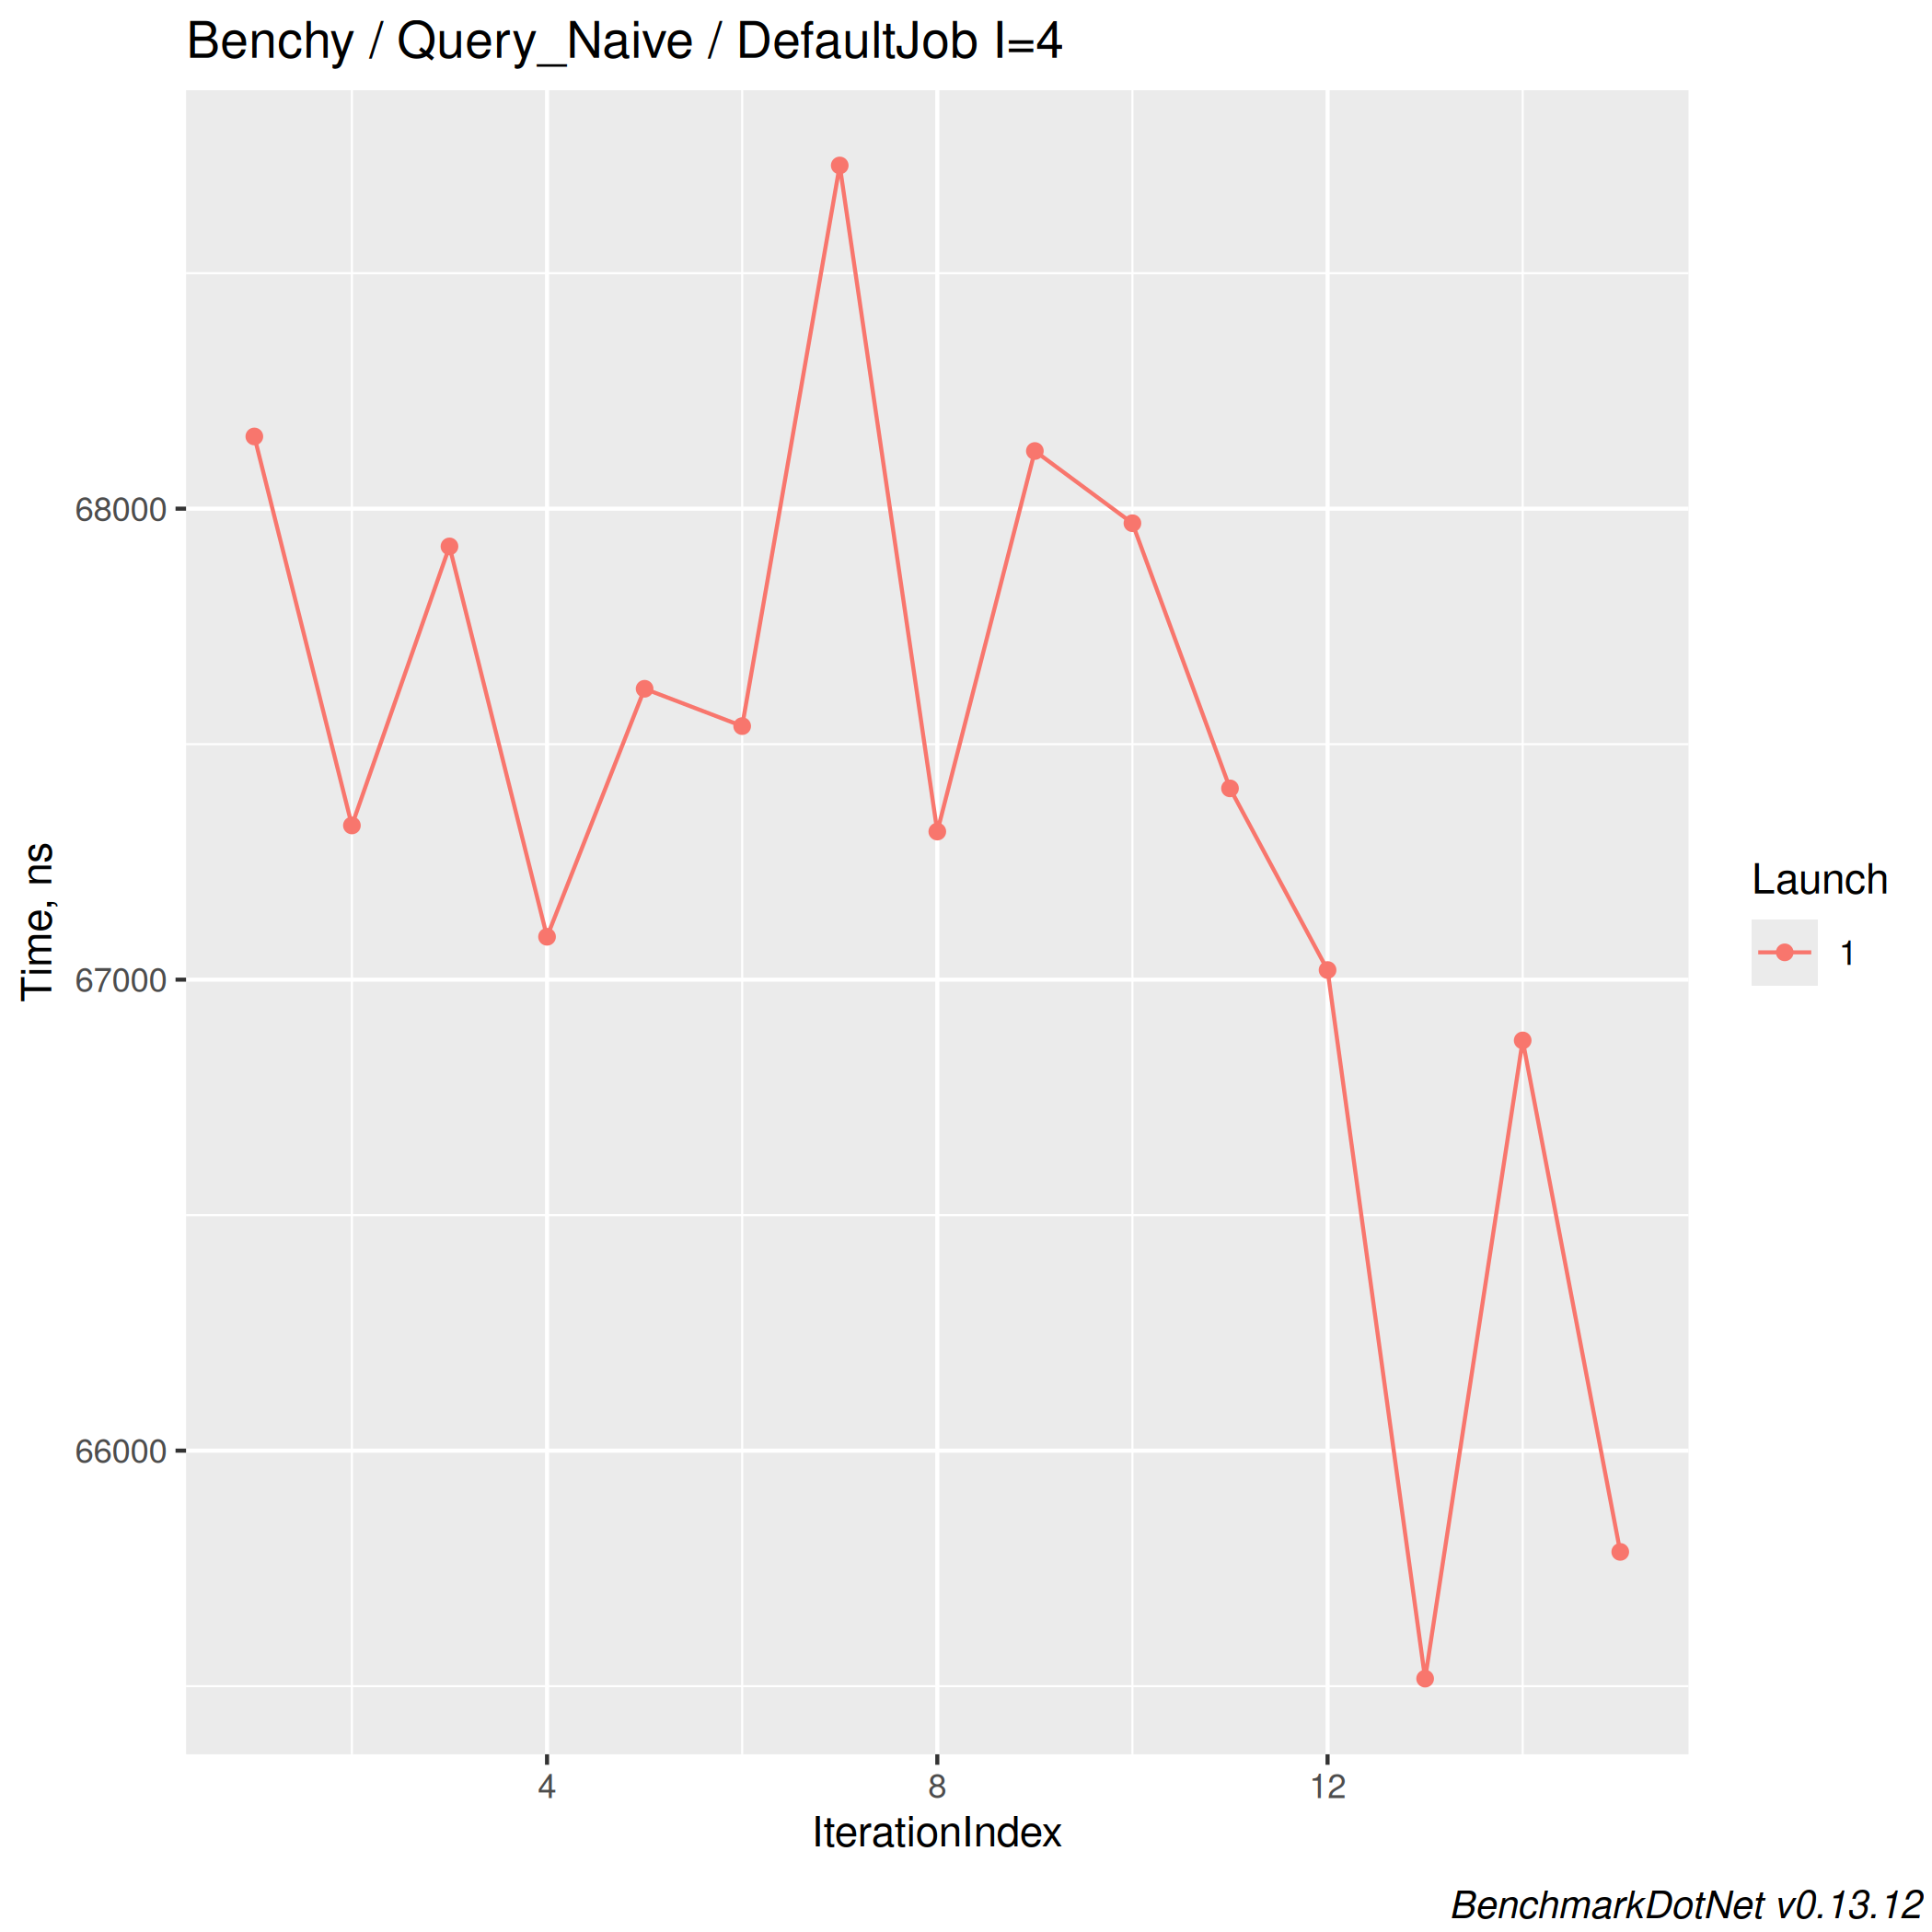 Benchy / Query_Naive / DefaultJob I=4
Time, ns
68000
67000
66000
4
8
12
IterationIndex
Launch
1
BenchmarkDotNet v0.13.12